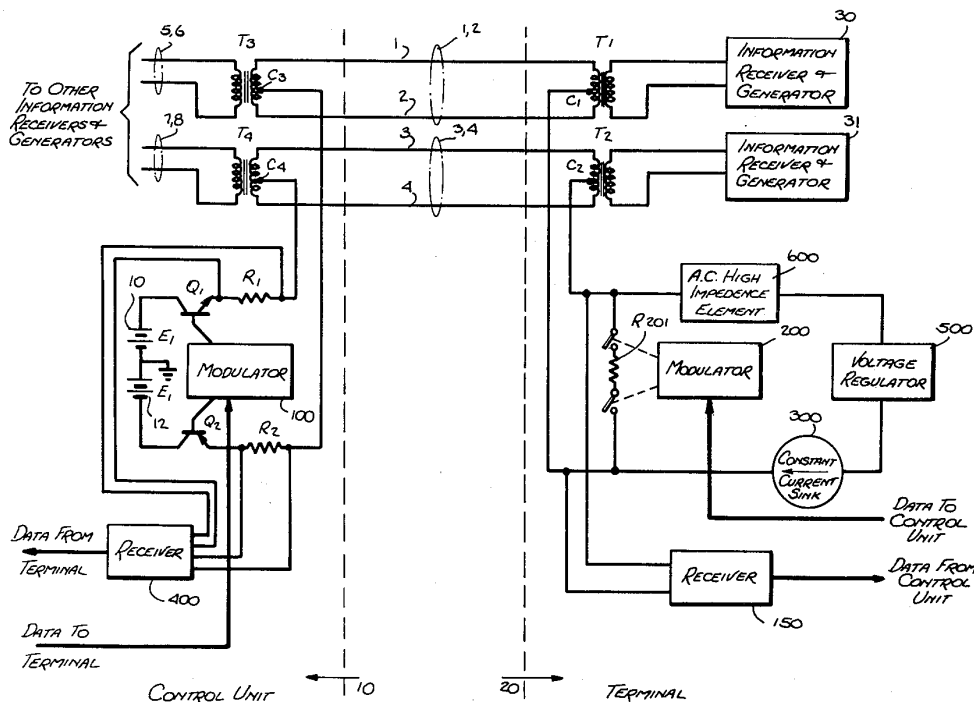 5,6
T3
1
1,2
T1
30
C3
C1
INFORMATION
RECEIVER &
GENERATOR
TO OTHER
INFORMATION
RECEIVERS &
GENERATORS
2
7,8
T4
3
3,4
T2
31
C4
C2
INFORMATION
RECEIVER &
GENERATOR
4
10
Q1
R1
E1
E1
12
MODULATOR
100
Q2
R2
600
A.C. HIGH
IMPEDENCE
ELEMENT
R201
200
MODULATOR
500
VOLTAGE
REGULATOR
300
CONSTANT
CURRENT
SINK
DATA TO
CONTROL
UNIT
DATA FROM
TERMINAL
RECEIVER
400
RECEIVER
150
DATA FROM
CONTROL
UNIT
DATA TO
TERMINAL
CONTROL UNIT
10
20
TERMINAL